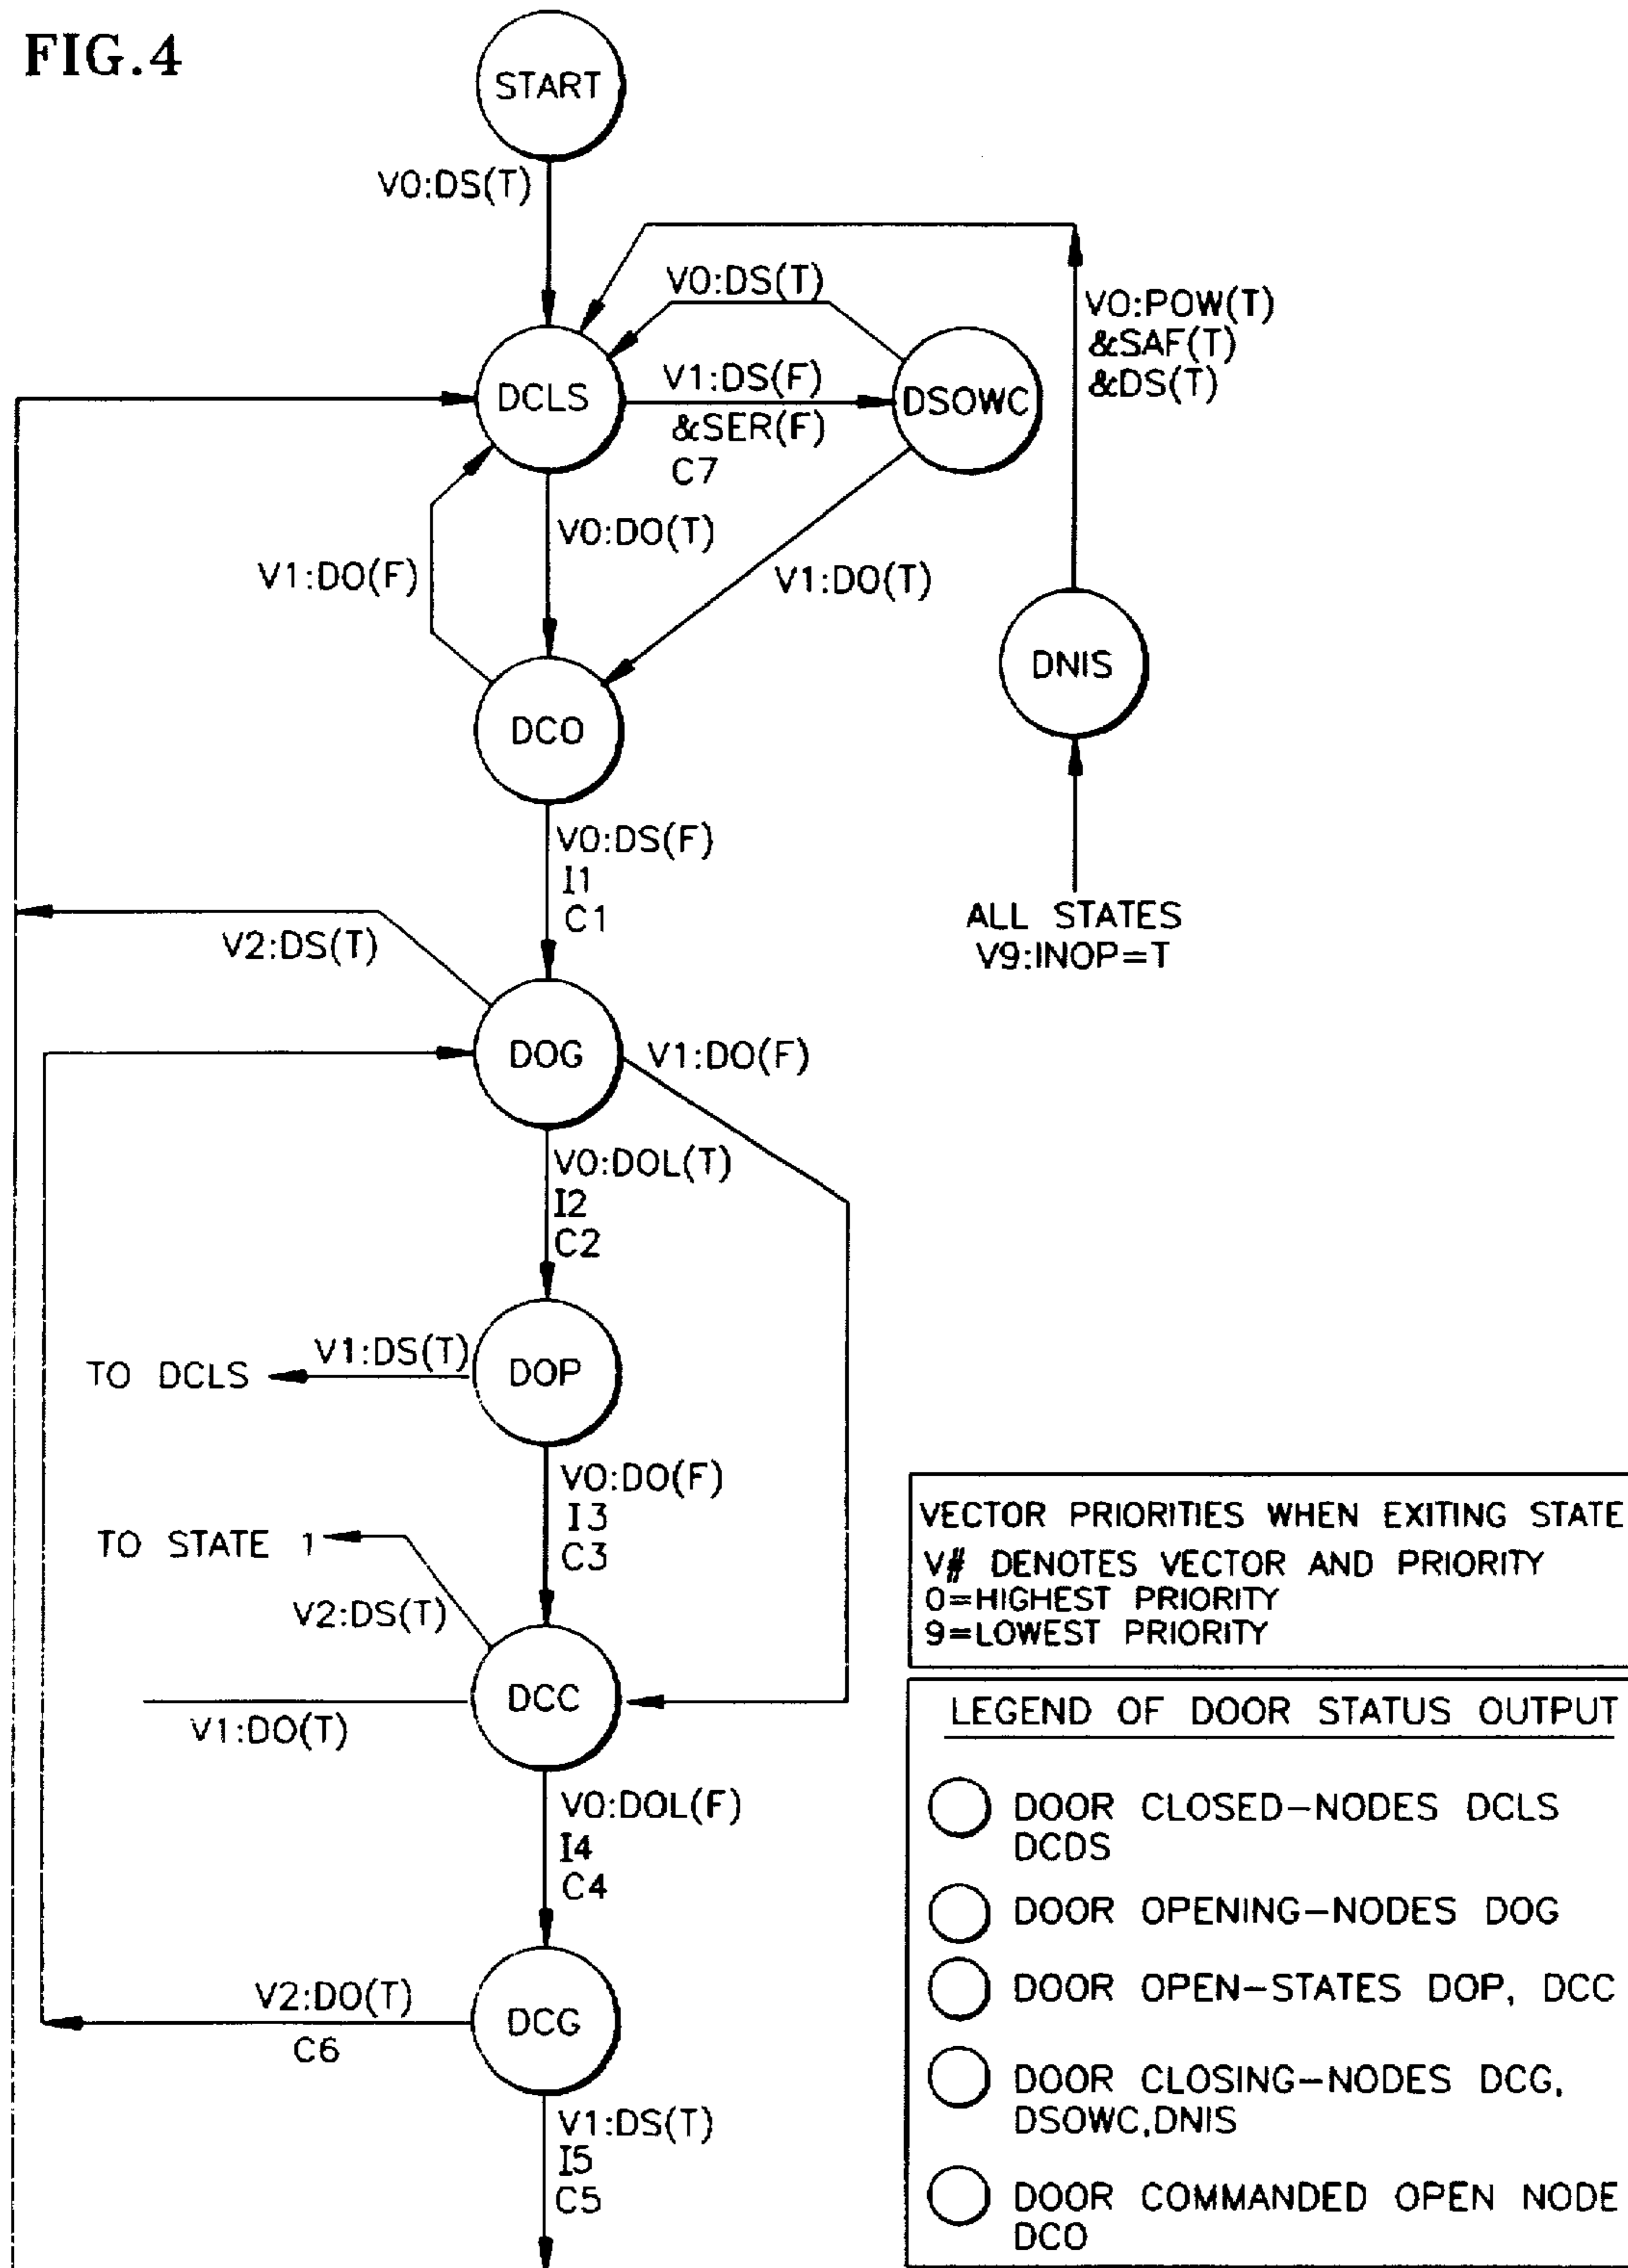 FIG.4
START
V0:DS(T)
V0:DS(T)
V0:POW(T)
&SAF(T)
&DS(T)
DCLS
V1:DS(F)
&SER(F)
C7
DSOWC
V0:DO(T)
V1:DO(F)
V1:DO(T)
DNIS
DCO
V0:DS(F)
I1
C1
ALL STATES
V9:INOP=T
V2:DS(T)
DOG
V1:DO(F)
V0:DOL(T)
I2
C2
TO DCLS
V1:DS(T)
DOP
V0:DO(F)
I3
C3
TO STATE 1
V2:DS(T)
DCC
V1:DO(T)
V0:DOL(F)
I4
C4
V2:DO(T)
C6
DCG
V1:DS(T)
I5
C5
VECTOR PRIORITIES WHEN EXITING STATE
V# DENOTES VECTOR AND PRIORITY
0=HIGHEST PRIORITY
9=LOWEST PRIORITY
LEGEND OF DOOR STATUS OUTPUT
DOOR CLOSED-NODES DCLS
DCDS
DOOR OPENING-NODES DOG
DOOR OPEN-STATES DOP, DCC
DOOR CLOSING-NODES DCG,
DSOWC,DNIS
DOOR COMMANDED OPEN NODE
DCO